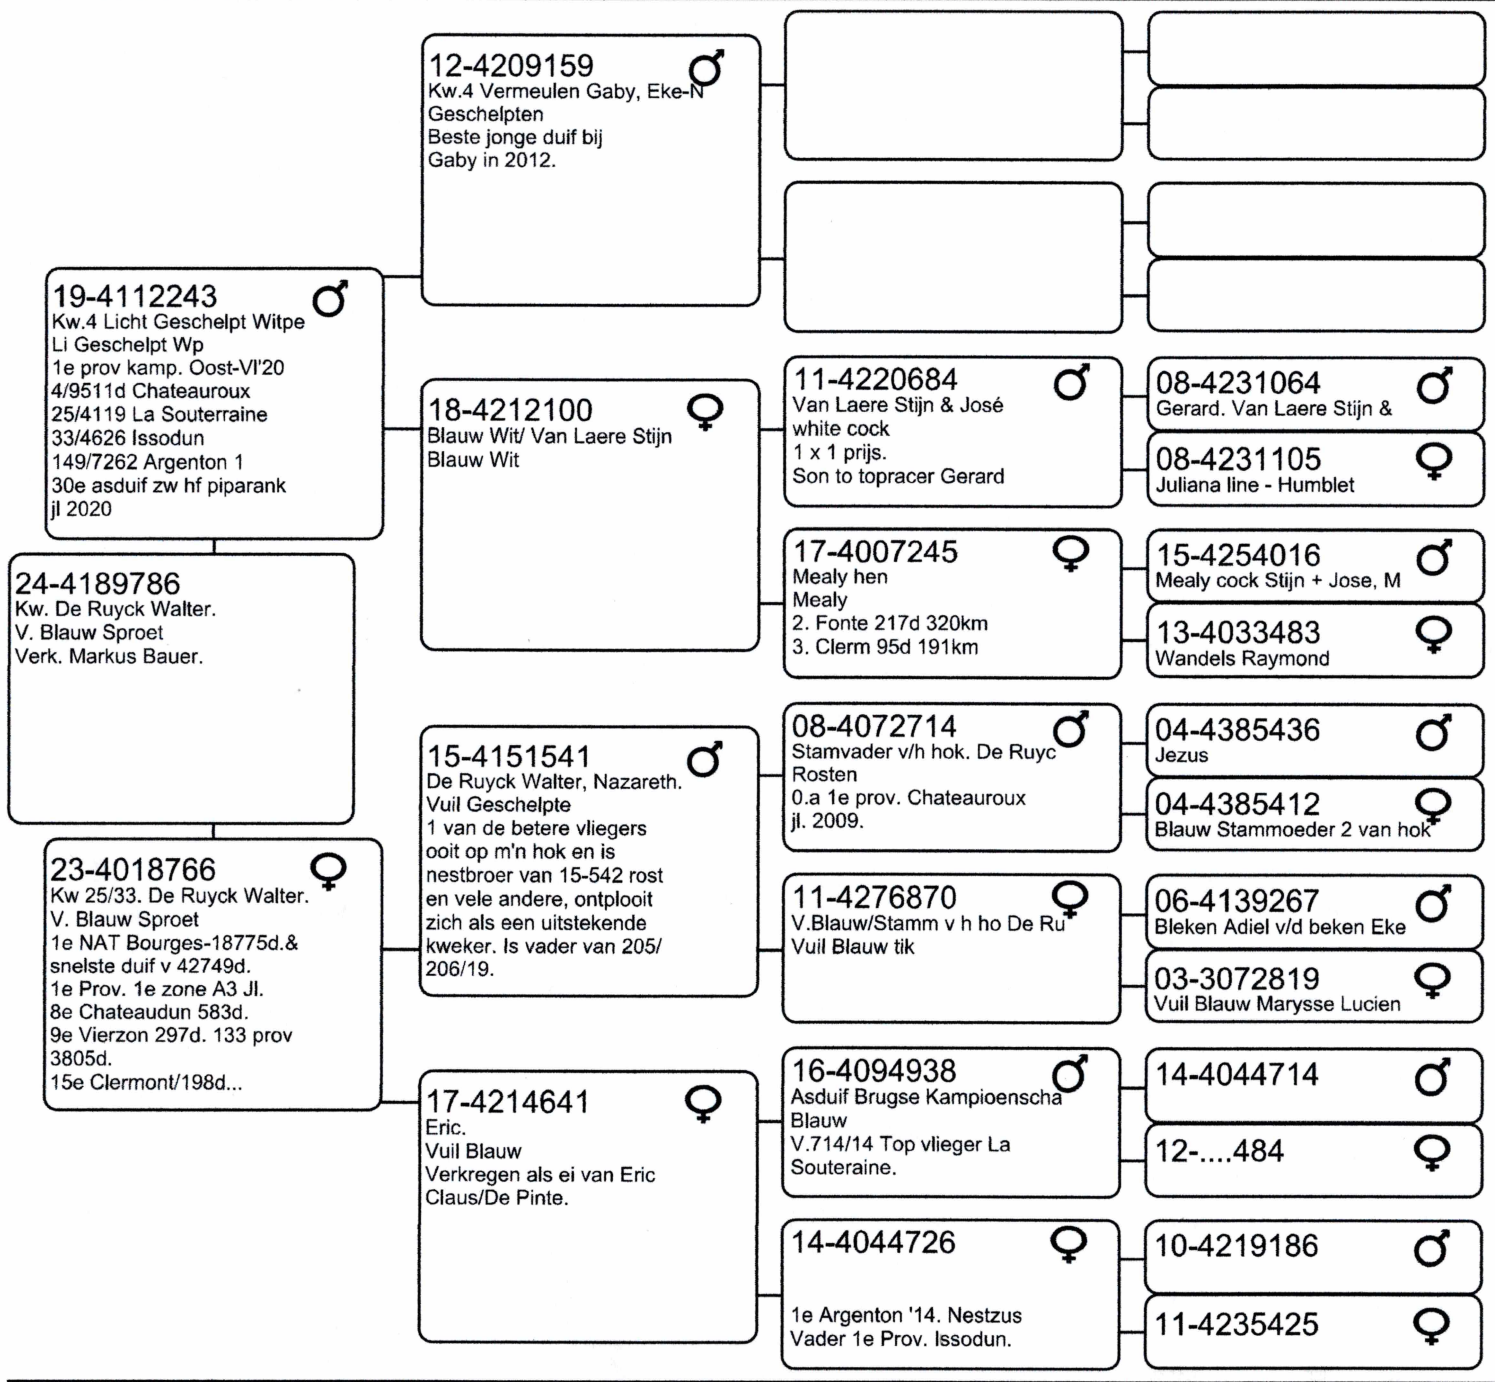 24-4189786
Kw. De Ruyck Walter.
V. Blauw Sproet
Verk. Markus Bauer.
19-4112243
Kw.4 Licht Geschelpt Witpe
Li Geschelpt Wp
1e prov kamp. Oost-Vl'20
4/9511d Chateauroux
25/4119 La Souterraine
33/4626 Issodun
149/7262 Argenton 1
30e asduif zw hf piparank
jl 2020
23-4018766
Kw 25/33. De Ruyck Walter.
V. Blauw Sproet
1e NAT Bourges-18775d.&
snelste duif v 42749d.
1e Prov. 1e zone A3 Jl.
8e Chateaudun 583d.
9e Vierzon 297d. 133 prov
3805d.
15e Clermont/198d...
12-4209159
Kw.4 Vermeulen Gaby, Eke-N
Geschelpten
Beste jonge duif bij
Gaby in 2012.
18-4212100
Blauw Wit/ Van Laere Stijn
Blauw Wit
15-4151541
De Ruyck Walter, Nazareth.
Vuil Geschelpte
1 van de betere vliegers
ooit op m'n hok en is
nestbroer van 15-542 rost
en vele andere, ontplooit
zich als een uitstekende
kweker. Is vader van 205/
206/19.
17-4214641
Eric.
Vuil Blauw
Verkregen als ei van Eric
Claus/De Pinte.
11-4220684
Van Laere Stijn & José
white cock
1 x 1 prijs.
Son to topracer Gerard
17-4007245
Mealy hen
Mealy
2. Fonte 217d 320km
3. Clerm 95d 191km
08-4072714
Stamvader v/h hok. De Ruyc
Rosten
0.a 1e prov. Chateauroux
jl. 2009.
11-4276870
V.Blauw/Stamm v h ho De Ru
Vuil Blauw tik
16-4094938
Asduif Brugse Kampioenscha
Blauw
V.714/14 Top vlieger La
Souteraine.
14-4044726
1e Argenton '14. Nestzus
Vader 1e Prov. Issodun.
08-4231064
Gerard. Van Laere Stijn &
08-4231105
Juliana line - Humblet
15-4254016
Mealy cock Stijn + Jose, M
13-4033483
Wandels Raymond
04-4385436
Jezus
04-4385412
Blauw Stammoeder 2 van hok
06-4139267
Bleken Adiel v/d beken Eke
03-3072819
Vuil Blauw Marysse Lucien
14-4044714
12-....484
10-4219186
11-4235425